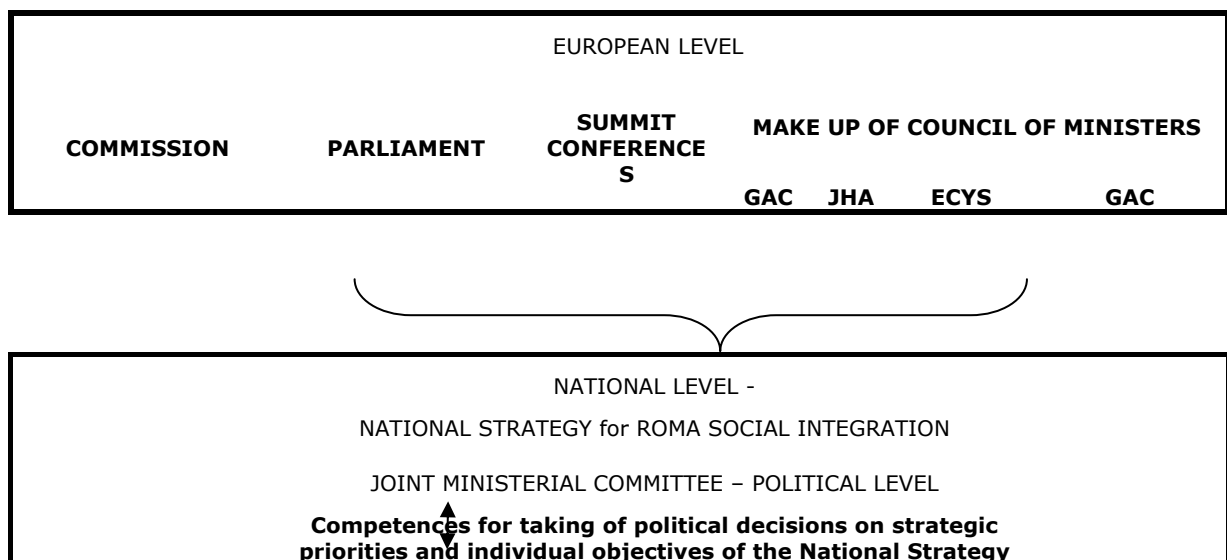 EUROPEAN LEVEL
COMMISSION
PARLIAMENT
SUMMIT
CONFERENCE
S
MAKE UP OF COUNCIL OF MINISTERS
GAC JHA ECYS GAC
NATIONAL LEVEL -
NATIONAL STRATEGY for ROMA SOCIAL INTEGRATION
JOINT MINISTERIAL COMMITTEE – POLITICAL LEVEL
Competences for taking of political decisions on strategic
priorities and individual objectives of the National Strategy